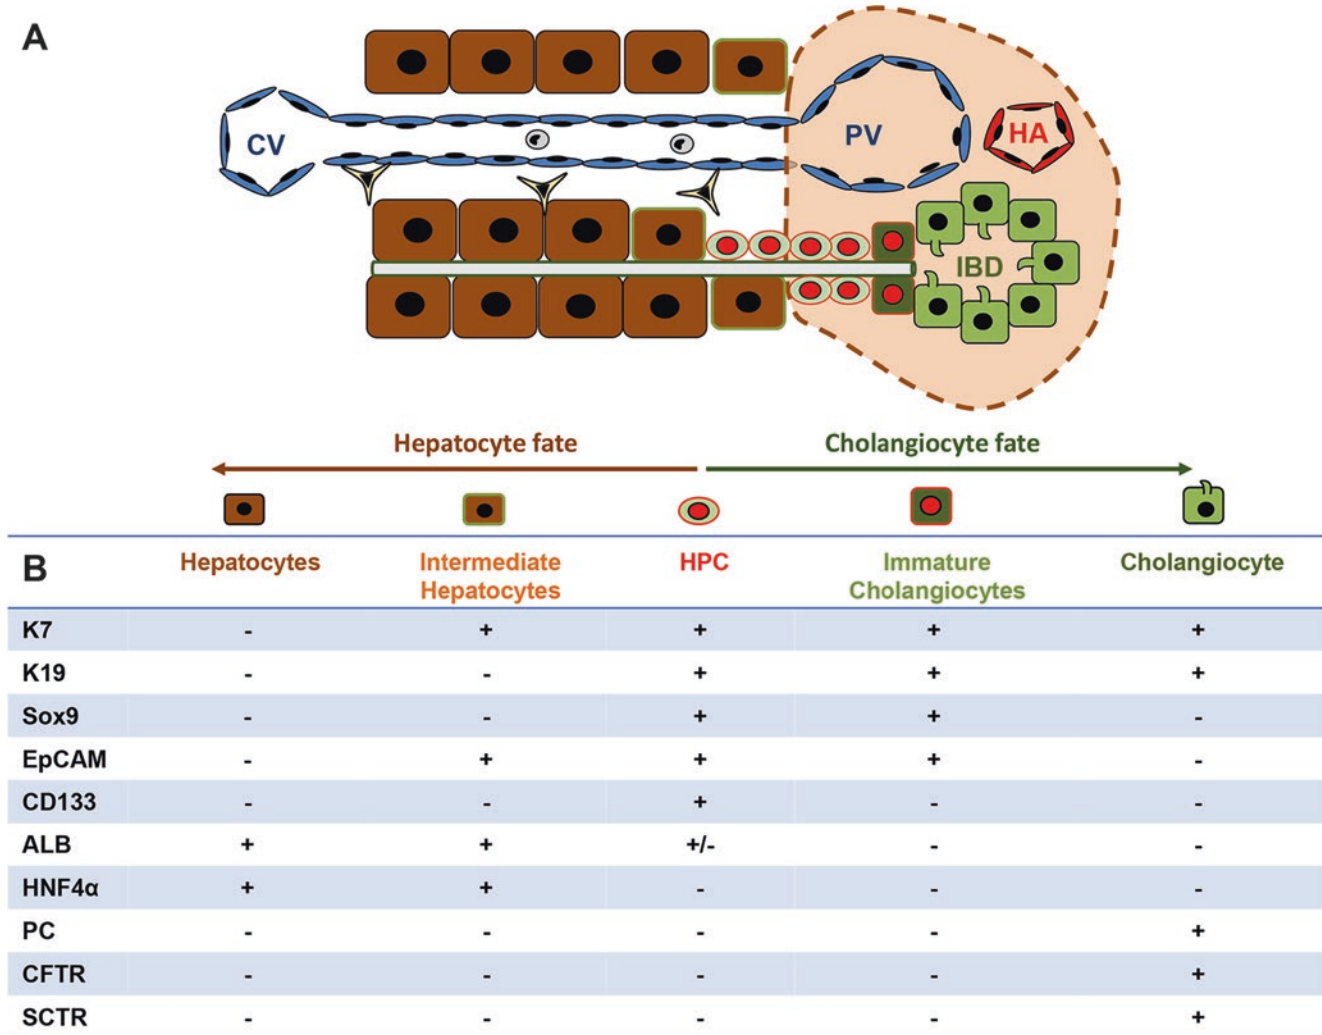 A
CV
PV
HA
IBD
Hepatocyte fate
Cholangiocyte fate
B
Hepatocytes
Intermediate
Hepatocytes
HPC
Immature
Cholangiocytes
Cholangiocyte
K7 - + + + +
K19 - - + + +
Sox9 - - + + -
EpCAM - + + + -
CD133 - - + - -
ALB + + +/- - -
HNF4α + + - - -
PC - - - - +
CFTR - - - - +
SCTR - - - - +